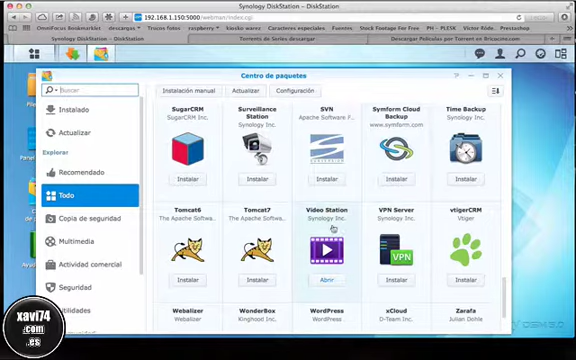 Synology DiskStation - DiskStation
192.168.1.150:5000/webman/index.cgi
OmniFocus Bookmarklet descargas Trucos fotos raspberry Giants varios Caracteres Stock Footage For Free PN - PLESK Victor Róde. Prestashop
Synology DiskStation - DiskStation Torrents de Series descargar Descargar Películas por Torrent en Bricocine.com
Centro de paquetes
Buscar
Instalación manual Actualizar Configuración
Instalado
Actualizar
Explorar
Recomendado
Todo
Copia de seguridad
Multimedia
Actividad comercial
Seguridad
Utilidades
SugarCRM
SugarCRM Inc.
Instalar
Surveillance Station
Synology Inc.
Instalar
SVN
Apache Software F...
Instalar
Symform Cloud Backup
www.symform.com
Instalar
Time Backup
Synology Inc.
Instalar
Tomcat6
The Apache Softwa...
Instalar
Tomcat7
The Apache Softwa...
Instalar
Video Station
Synology Inc.
Abrir
VPN Server
Synology Inc.
VPN
Instalar
vtigerCRM
Vtiger
Instalar
Webalizer
Webalizer
WonderBox
Kinghood Inc.
WordPress
WordPress
xCloud
D-Team Inc.
Zarafa
Julian Dohle
xavi74
.com
.es